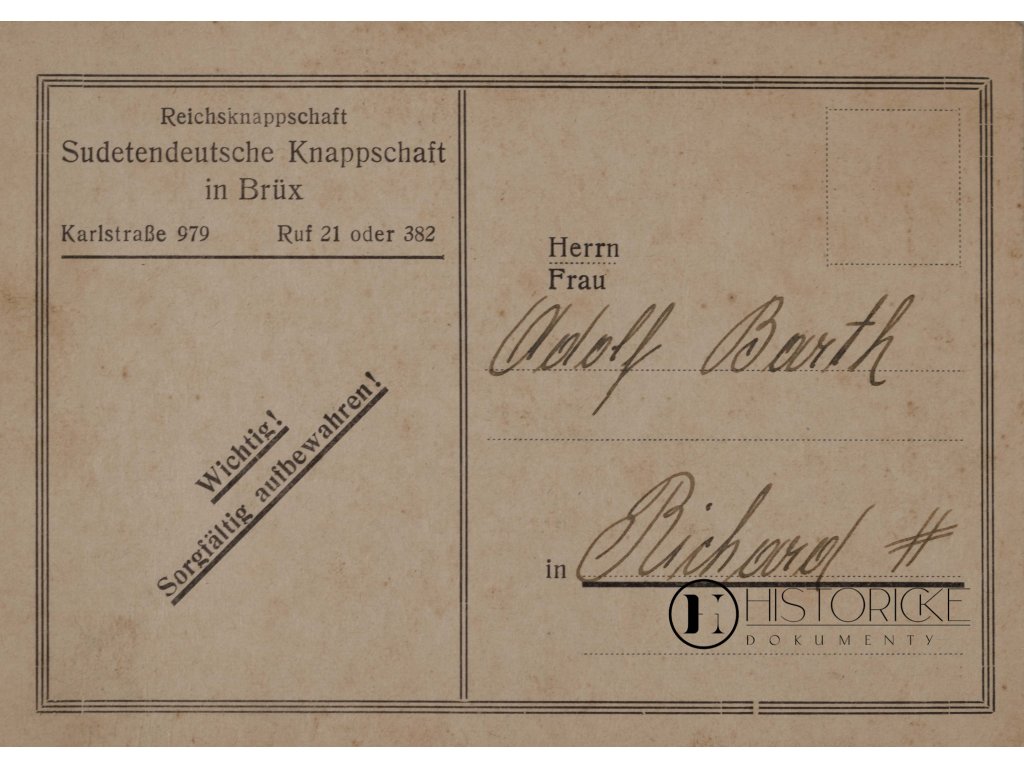 Reichsknappschaft
Sudetendeutsche Knappschaft
in Brüx
Karlstraße 979 Ruf 21 oder 382
Wichtig!
Sorgfältig aufbewahren!
Herrn
Frau
Adolf Barth
in Richard #
HISTORICKE
DOKUMENTY